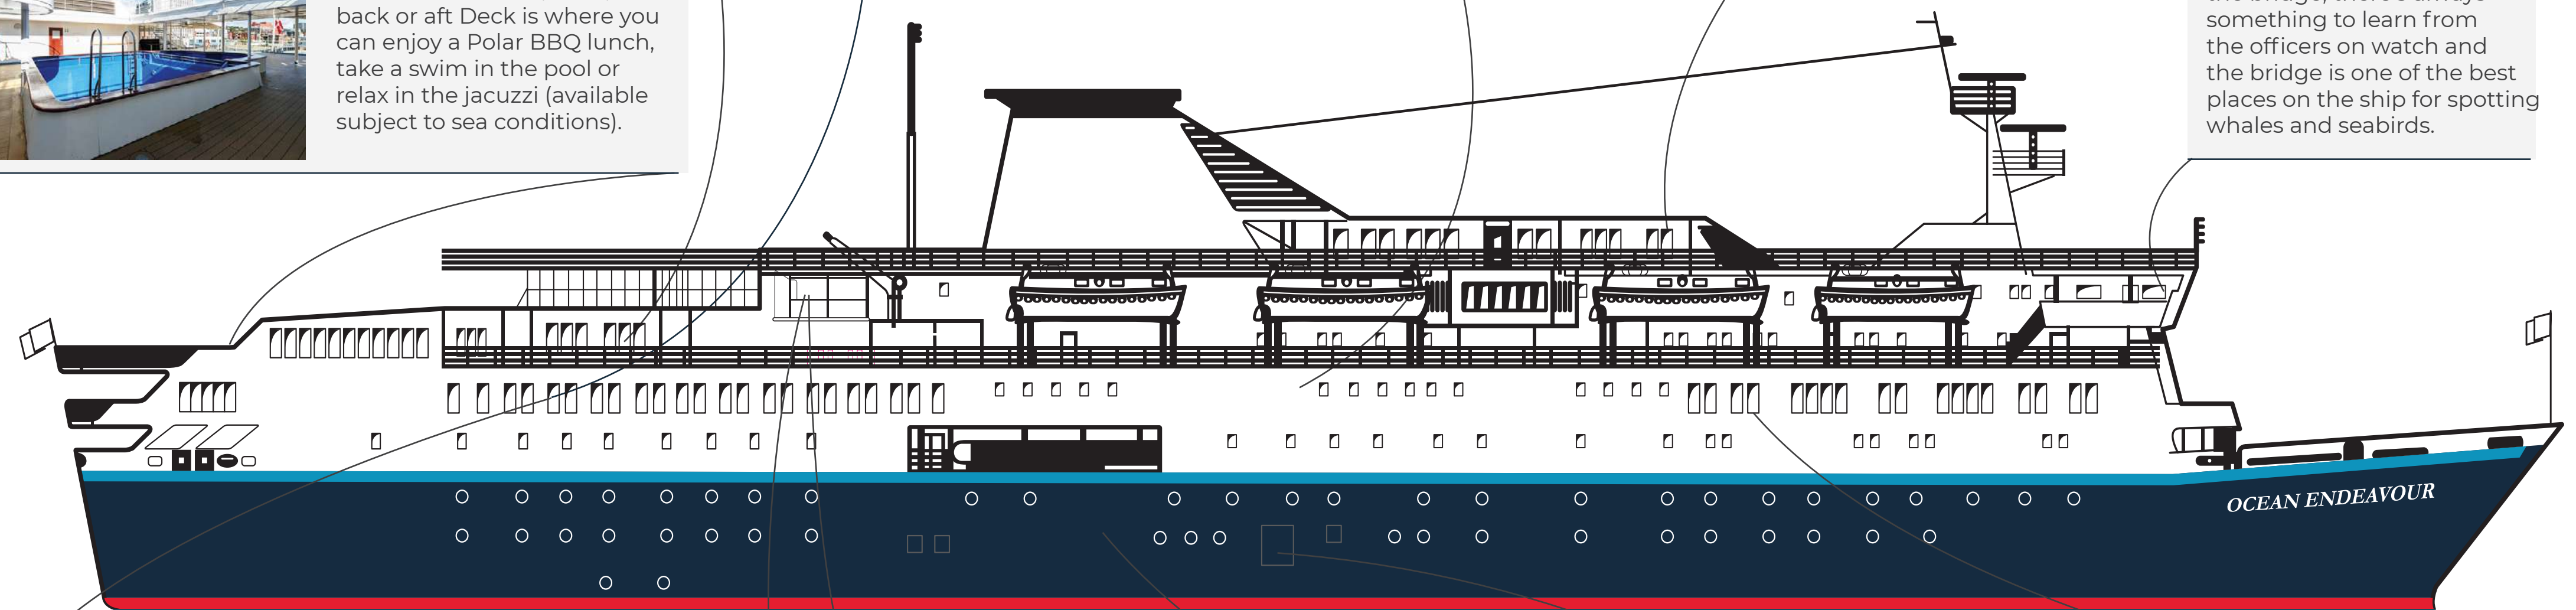 back or aft Deck is where you
can enjoy a Polar BBQ lunch,
take a swim in the pool or
relax in the jacuzzi (available
subject to sea conditions).
something to learn from
the officers on watch and
the bridge is one of the best
places on the ship for spotting
whales and seabirds.
OCEAN ENDEAVOUR